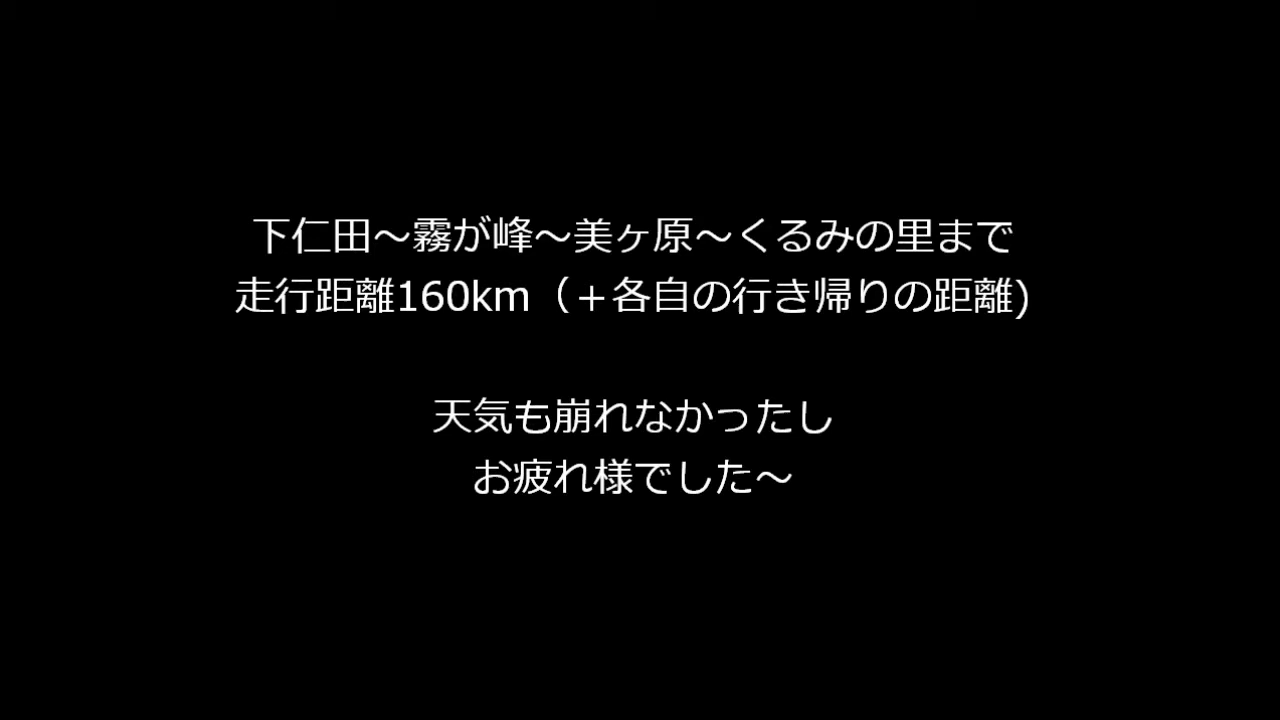 下仁田～霧が峰～美ヶ原～くるみの里まで
走行距離160km（＋各自の行き帰りの距離)
天気も崩れなかったし
お疲れ様でした～